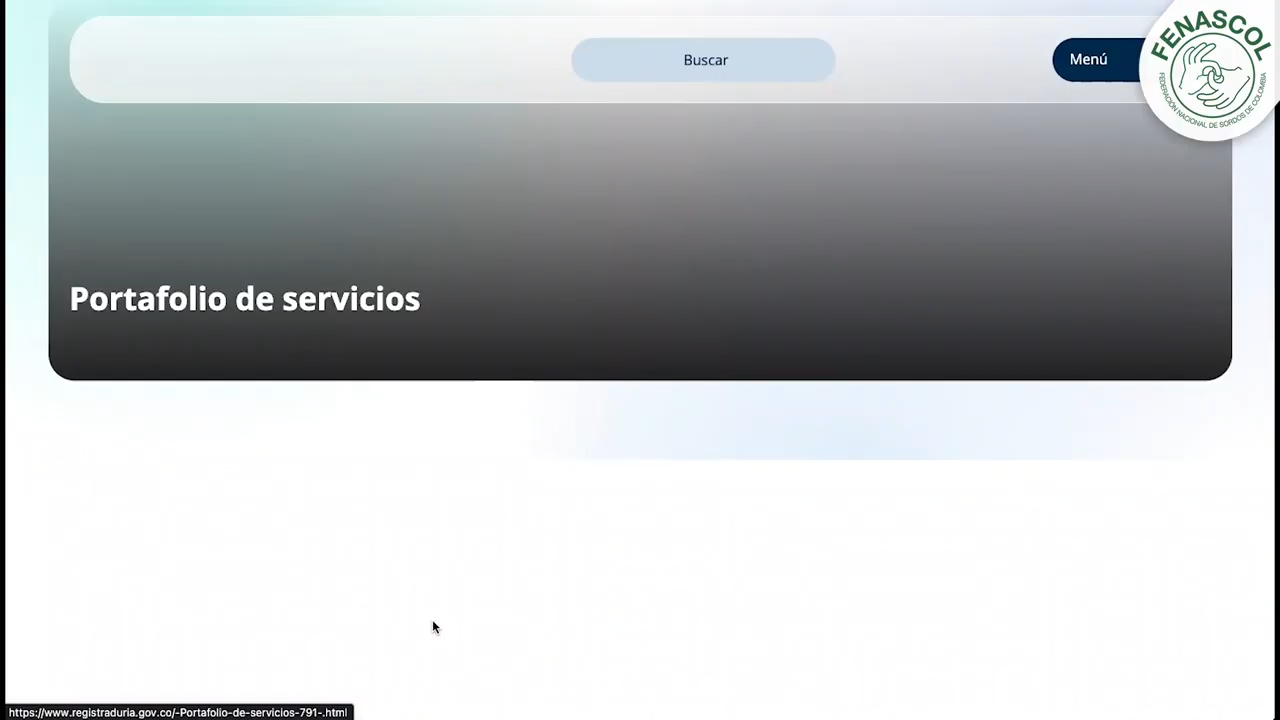 Buscar
Menú
FENASCOL
FEDERACIÓN NACIONAL DE SORDOS DE COLOMBIA
Portafolio de servicios
https://www.registraduria.gov.co/-Portafolio-de-servicios-791-.html